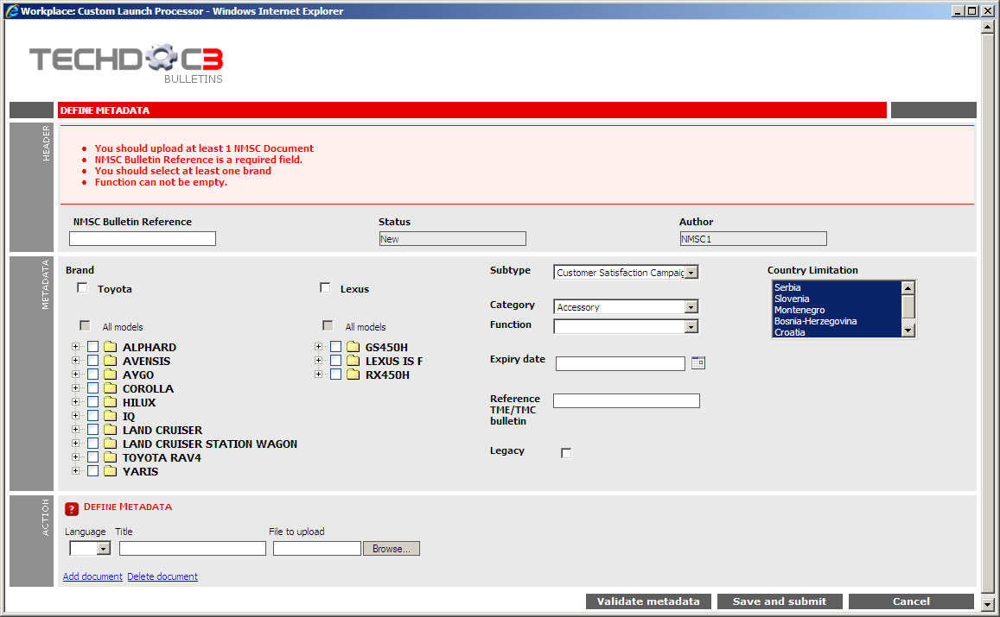 Workplace: Custom Launch Processor - Windows Internet Explorer
TECHDOC3
BULLETINS
DEFINE METADATA
HEADER
You should upload at least 1 NMSC Document
NMSC Bulletin Reference is a required field.
You should select at least one brand
Function can not be empty.
NMSC Bulletin Reference
Status
Author
New
NMSC1
METADATA
Brand
Toyota
Lexus
All models
All models
ALPHARD
AVENSIS
AYGO
COROLLA
HILUX
IQ
LAND CRUISER
LAND CRUISER STATION WAGON
TOYOTA RAV4
YARIS
GS450H
LEXUS IS F
RX450H
Subtype
Customer Satisfaction Campaig
Category
Accessory
Function
Expiry date
Reference
TME/TMC
bulletin
Legacy
Country Limitation
Serbia
Slovenia
Montenegro
Bosnia-Herzegovina
Croatia
ACTION
?
DEFINE METADATA
Language Title File to upload
Browse...
Add document Delete document
Validate metadata
Save and submit
Cancel